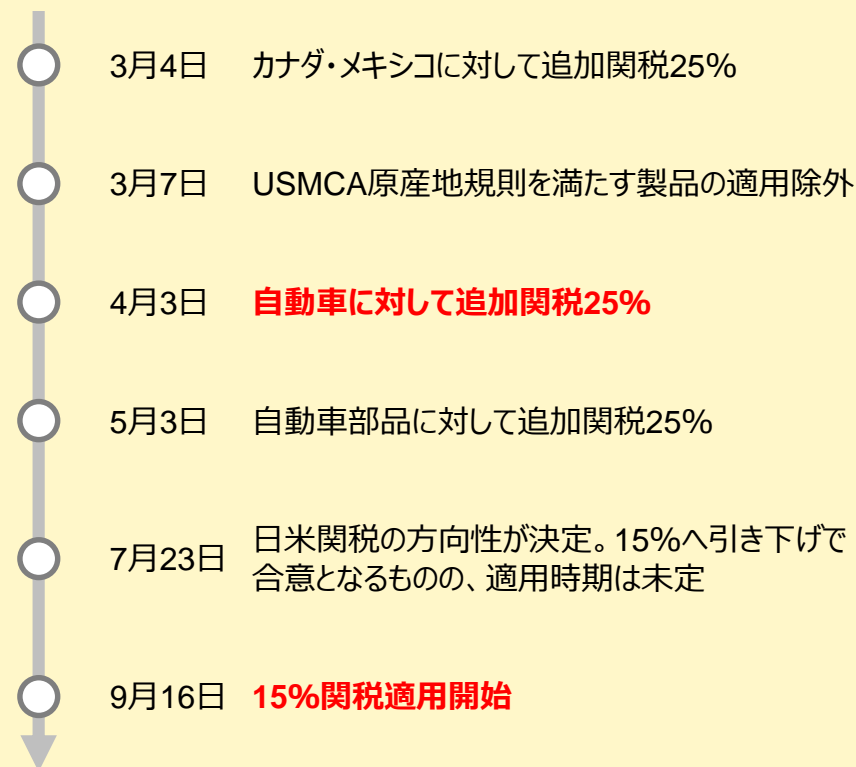 3月4日 カナダ・メキシコに対して追加関税25%
3月7日 USMCA原産地規則を満たす製品の適用除外
4月3日 自動車に対して追加関税25%
5月3日 自動車部品に対して追加関税25%
7月23日 日米関税の方向性が決定。15%へ引き下げで
合意となるものの、適用時期は未定
9月16日 15%関税適用開始